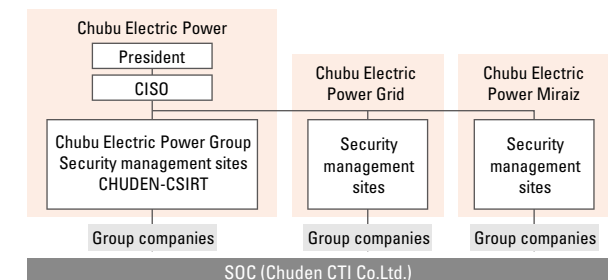 Chubu Electric Power
President
CISO
Chubu Electric Power Group
Security management sites
CHUDEN-CSIRT
Group companies
Chubu Electric
Power Grid
Security
management
sites
Group companies
Chubu Electric
Power Miraiz
Security
management
sites
Group companies
SOC (Chuden CTI Co.Ltd.)